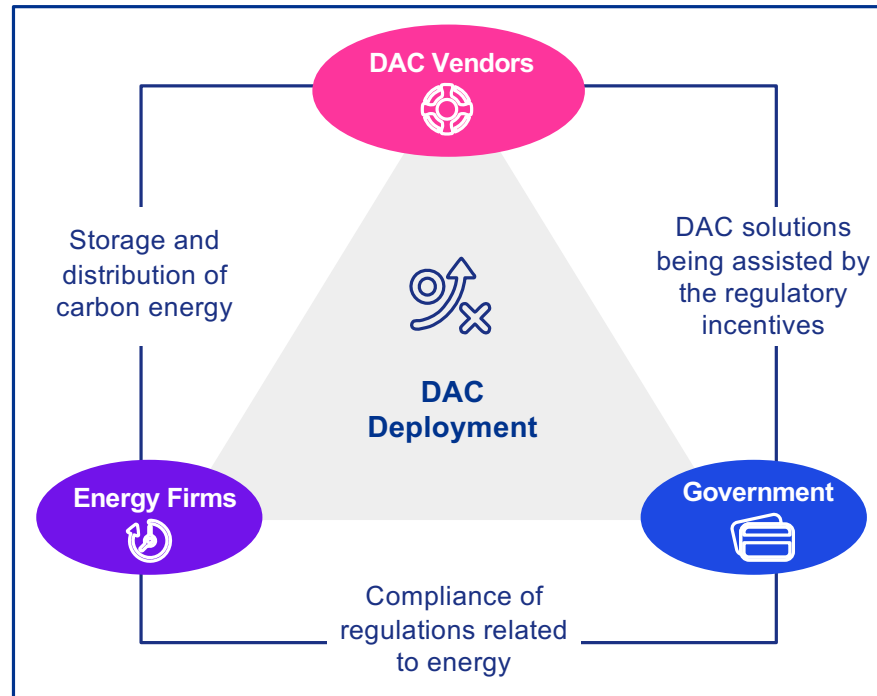 DAC Vendors
Storage and
distribution of
carbon energy
DAC solutions
being assisted by
the regulatory
incentives
DAC
Deployment
Energy Firms
Government
Compliance of
regulations related
to energy